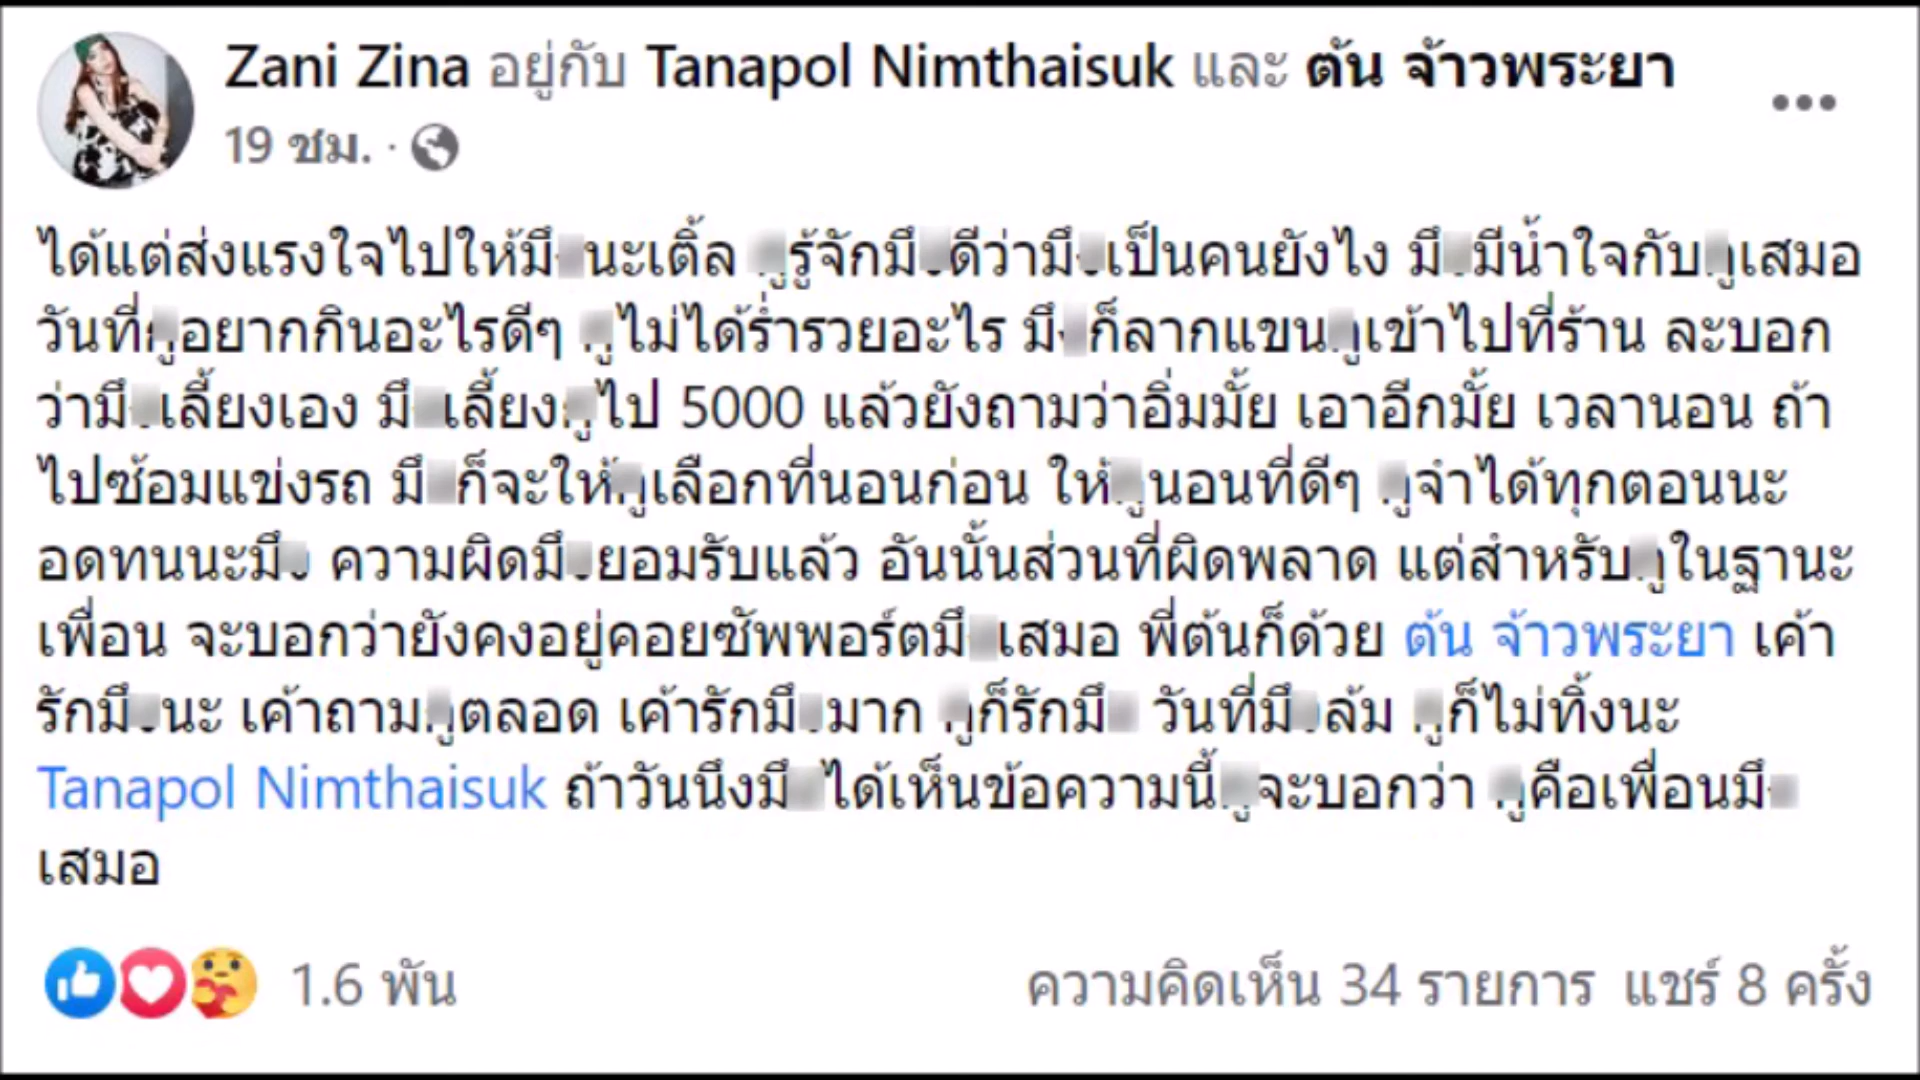 Zani Zina อยู่กับ Tanapol Nimthaisuk และ ต้น จ้าวพระยา
19 ชม. ·
ได้แต่ส่งแรงใจไปให้มึ นะเติ้ล รู้จักมึ ดีว่ามึ เป็นคนยังไง มึ มีน้ำใจกับ เสมอ
วันที่ อยากกินอะไรดีๆ ไม่ได้ร่ำรวยอะไร มึ ก็ลากแขน เข้าไปที่ร้าน ละบอก
ว่ามึ เลี้ยงเอง มึ เลี้ยง ไป 5000 แล้วยังถามว่าอิ่มมั้ย เอาอีกมั้ย เวลานอน ถ้า
ไปซ้อมแข่งรถ มึ ก็จะให้ เลือกที่นอนก่อน ให้ นอนที่ดีๆ จำได้ทุกตอนนะ
อดทนนะมึ ความผิดมึ ยอมรับแล้ว อันนั้นส่วนที่ผิดพลาด แต่สำหรับ ในฐานะ
เพื่อน จะบอกว่ายังคงอยู่คอยซัพพอร์ตมึ เสมอ พี่ต้นก็ด้วย ต้น จ้าวพระยา เค้า
รักมึ นะ เค้าถาม ตลอด เค้ารักมึ มาก ก็รักมึ วันที่มึ ล้ม ก็ไม่ทิ้งนะ
Tanapol Nimthaisuk ถ้าวันนึงมึ ได้เห็นข้อความนี้ จะบอกว่า คือเพื่อนมึ
เสมอ
1.6 พัน ความคิดเห็น 34 รายการ แชร์ 8 ครั้ง